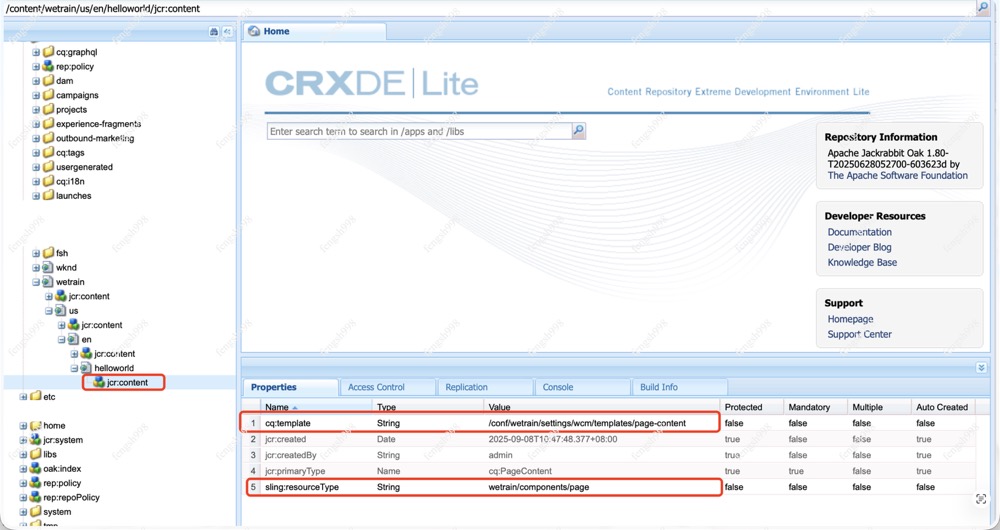 /content/wetrain/us/en/helloworld/jcr:content
cq:graphql
rep:policy
dam
campaigns
projects
experience-fragments
outbound-marketing
cq:tags
usergenerated
cq:i18n
launches
fsh
wknd
wetrain
jcr:content
us
jcr:content
en
jcr:content
helloworld
jcr:content
etc
home
jcr:system
libs
oak:index
rep:policy
rep:repoPolicy
system
tmp
Home
CRXDE Lite
Content Repository Extreme Development Environment Lite
Enter search term to search in /apps and /libs
Repository Information
Apache Jackrabbit Oak 1.80-
T20250628052700-603623d by
The Apache Software Foundation
Developer Resources
Documentation
Developer Blog
Knowledge Base
Support
Homepage
Support Center
Properties Access Control Replication Console Build Info
Name Type Value Protected Mandatory Multiple Auto Created
1 cq:template String /conf/wetrain/settings/wcm/templates/page-content false false false false
2 jcr:created Date 2025-09-08T10:47:48.377+08:00 true false false true
3 jcr:createdBy String admin true false false true
4 jcr:primaryType Name cq:PageContent true true false true
5 sling:resourceType String wetrain/components/page false false false false